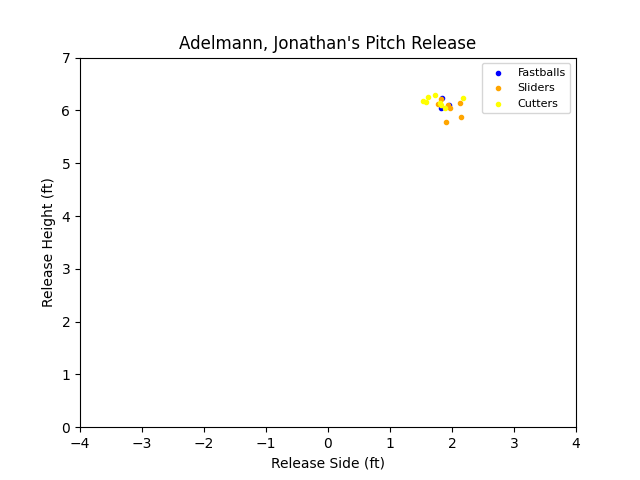 Adelmann, Jonathan's Pitch Release
Fastballs
Sliders
Cutters
Release Height (ft)
7
6
5
4
3
2
1
0
−4 −3 −2 −1 0 1 2 3 4
Release Side (ft)